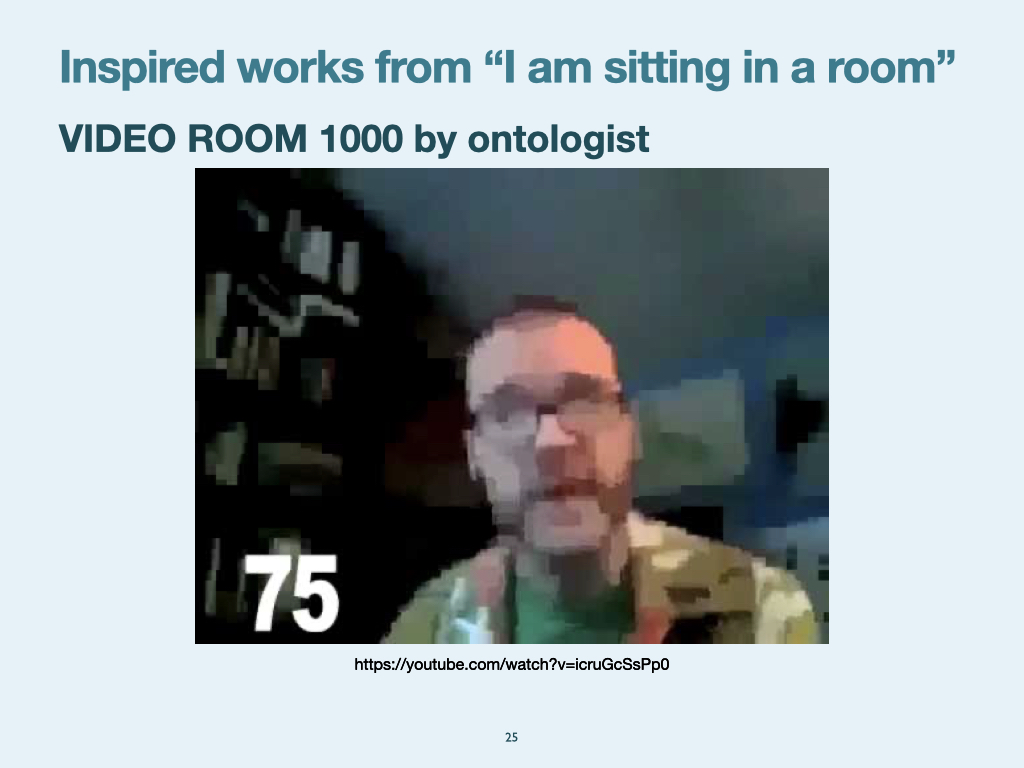 Inspired works from “I am sitting in a room”
VIDEO ROOM 1000 by ontologist
75
https://youtube.com/watch?v=icruGcSsPp0
25